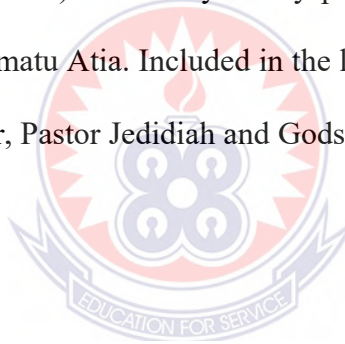 matu Atia. Included in the
r, Pastor Jedidiah and Gods
EDUCATION FOR SERVICE